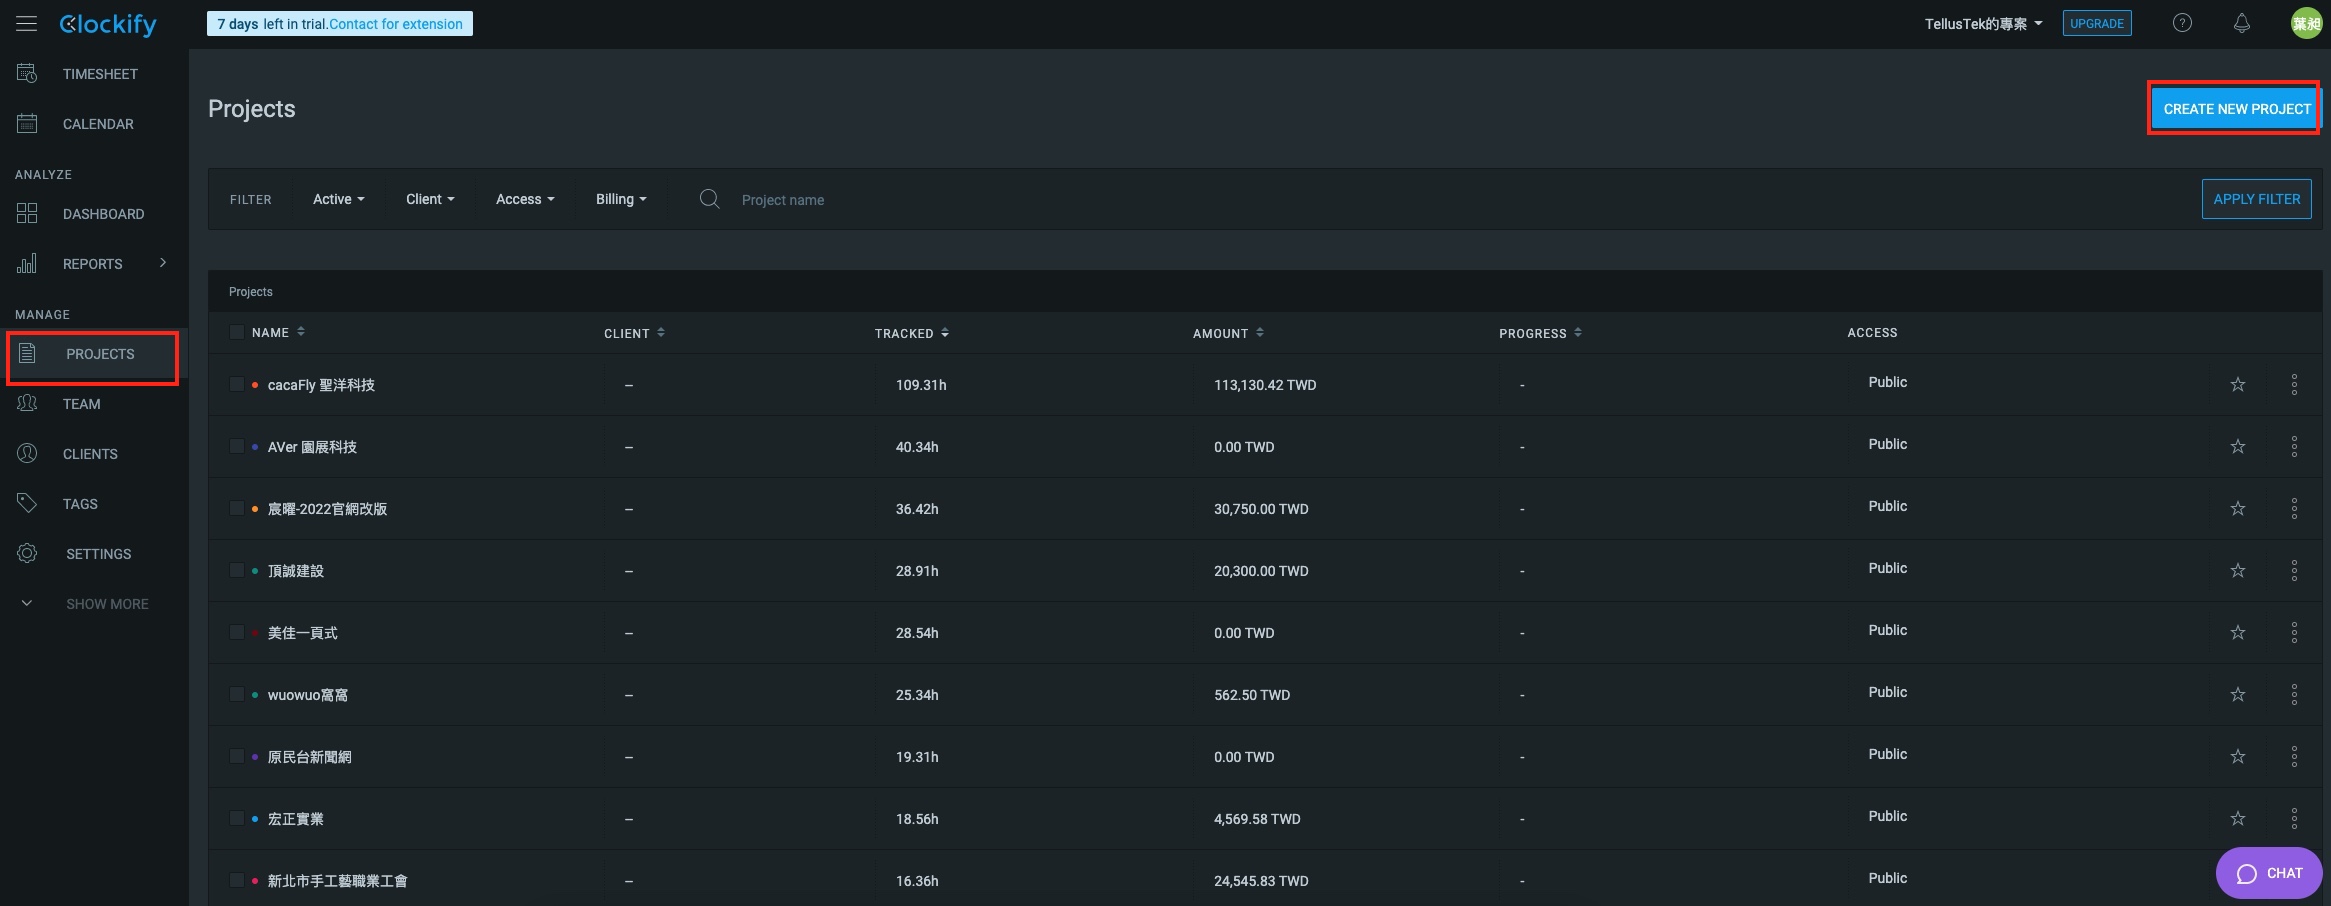 Clockify
7 days left in trial. Contact for extension
TellusTek的專案
UPGRADE
葉昶
TIMESHEET
CALENDAR
ANALYZE
DASHBOARD
REPORTS
MANAGE
PROJECTS
TEAM
CLIENTS
TAGS
SETTINGS
SHOW MORE
Projects
CREATE NEW PROJECT
FILTER Active Client Access Billing Project name APPLY FILTER
Projects
NAME CLIENT TRACKED AMOUNT PROGRESS ACCESS
cacaFly 聖洋科技 – 109.31h 113,130.42 TWD - Public
AVer 圓展科技 – 40.34h 0.00 TWD - Public
宸曜-2022官網改版 – 36.42h 30,750.00 TWD - Public
頂誠建設 – 28.91h 20,300.00 TWD - Public
美佳一頁式 – 28.54h 0.00 TWD - Public
wuowuo窩窩 – 25.34h 562.50 TWD - Public
原民台新聞網 – 19.31h 0.00 TWD - Public
宏正實業 – 18.56h 4,569.58 TWD - Public
新北市手工藝職業工會 – 16.36h 24,545.83 TWD - Public
CHAT